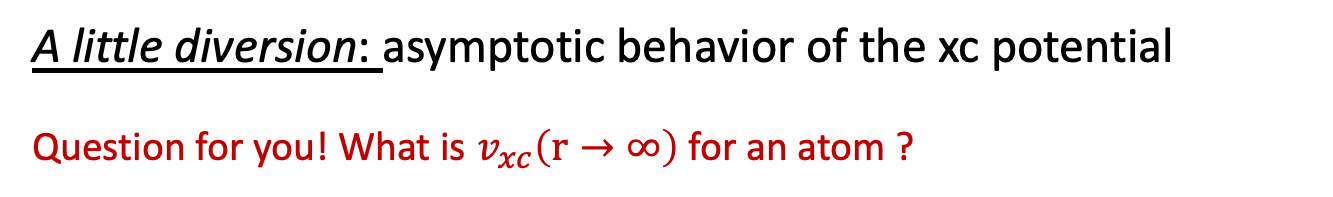 A little diversion: asymptotic behavior of the xc potential
Question for you! What is 𝑣𝑥𝑐(r → ∞) for an atom ?